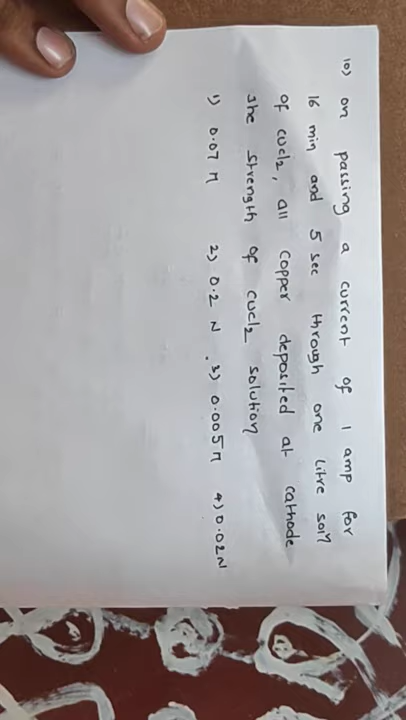 10) on passing a current of 1 amp for
16 min and 5 sec through one litre soln
of cucl2, all copper deposited at cathode
The strength of cucl2 solution
1) 0.07 M 2) 0.2 N 3) 0.005 M 4) 0.02 N